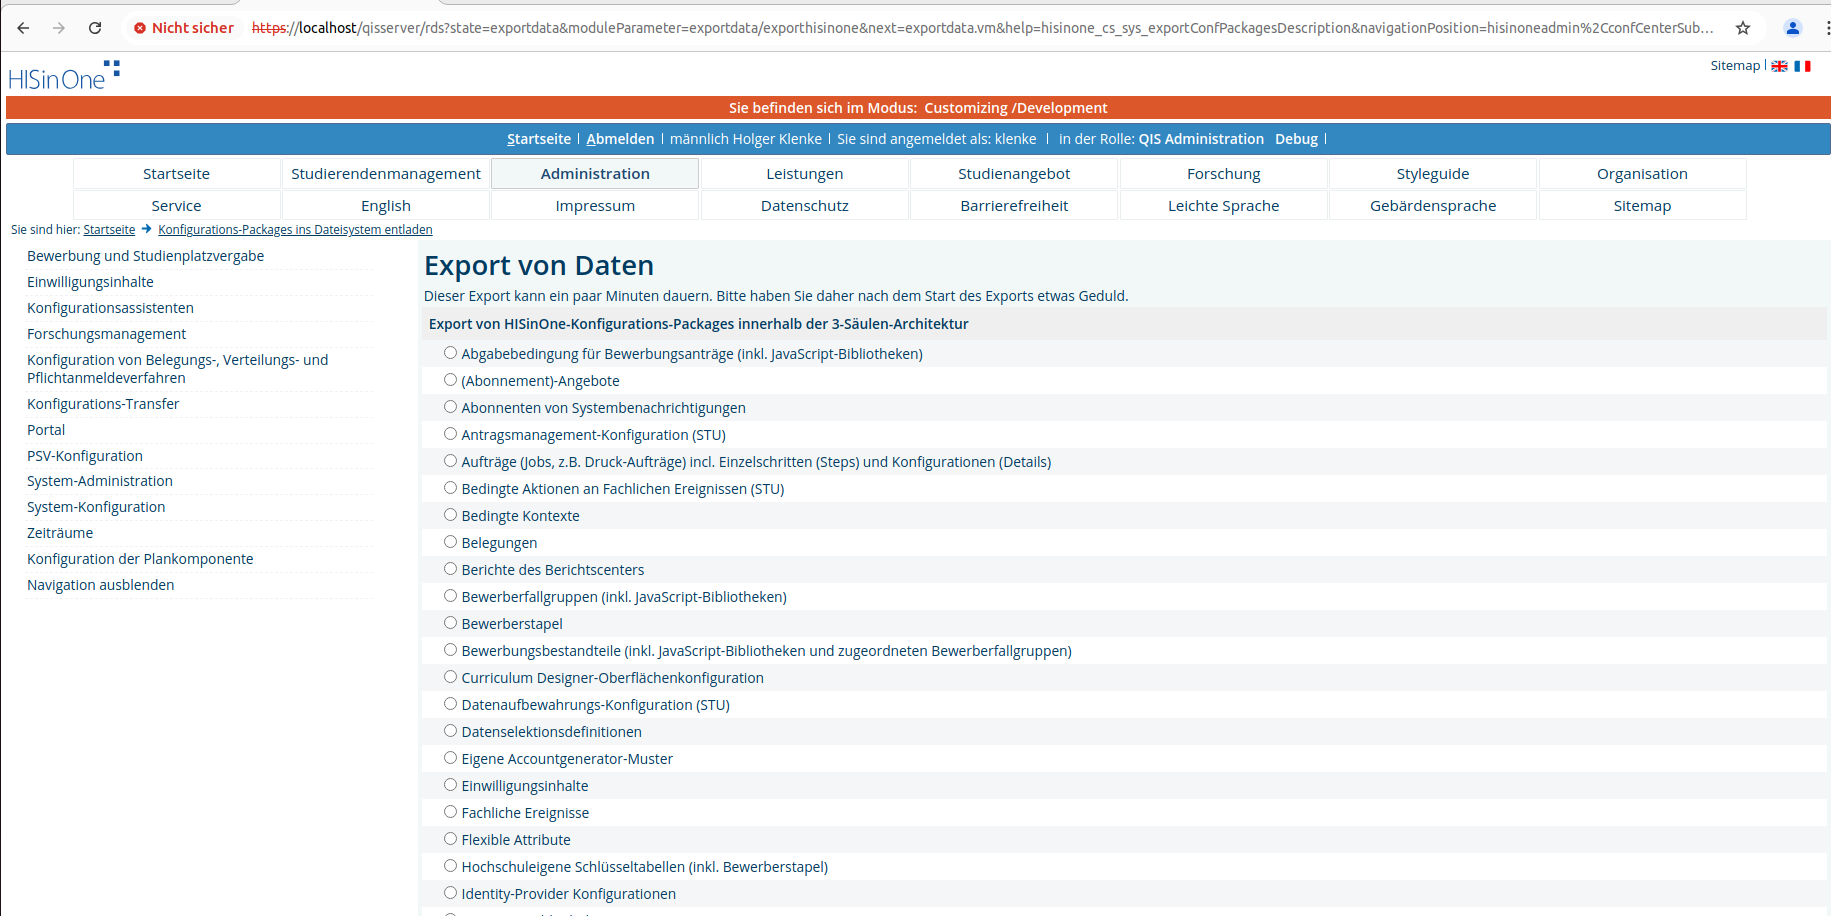 Nicht sicher https://localhost/qisserver/rds?state=exportdata&moduleParameter=exportdata/exporthisinone&next=exportdata.vm&help=hisinone_cs_sys_exportConfPackagesDescription&navigationPosition=hisinoneadmin%2CconfCenterSub...
HISinOne
Sitemap |
Sie befinden sich im Modus: Customizing /Development
Startseite | Abmelden | männlich Holger Klenke | Sie sind angemeldet als: klenke | in der Rolle: QIS Administration Debug |
Startseite Studierendenmanagement Administration Leistungen Studienangebot Forschung Styleguide Organisation
Service English Impressum Datenschutz Barrierefreiheit Leichte Sprache Gebärdensprache Sitemap
Sie sind hier: Startseite → Konfigurations-Packages ins Dateisystem entladen
Bewerbung und Studienplatzvergabe
Einwilligungsinhalte
Konfigurationsassistenten
Forschungsmanagement
Konfiguration von Belegungs-, Verteilungs- und
Pflichtanmeldeverfahren
Konfigurations-Transfer
Portal
PSV-Konfiguration
System-Administration
System-Konfiguration
Zeiträume
Konfiguration der Plankomponente
Navigation ausblenden
Export von Daten
Dieser Export kann ein paar Minuten dauern. Bitte haben Sie daher nach dem Start des Exports etwas Geduld.
Export von HISinOne-Konfigurations-Packages innerhalb der 3-Säulen-Architektur
Abgabebedingung für Bewerbungsanträge (inkl. JavaScript-Bibliotheken)
(Abonnement)-Angebote
Abonnenten von Systembenachrichtigungen
Antragsmanagement-Konfiguration (STU)
Aufträge (Jobs, z.B. Druck-Aufträge) incl. Einzelschritten (Steps) und Konfigurationen (Details)
Bedingte Aktionen an Fachlichen Ereignissen (STU)
Bedingte Kontexte
Belegungen
Berichte des Berichtscenters
Bewerberfallgruppen (inkl. JavaScript-Bibliotheken)
Bewerberstapel
Bewerbungsbestandteile (inkl. JavaScript-Bibliotheken und zugeordneten Bewerberfallgruppen)
Curriculum Designer-Oberflächenkonfiguration
Datenaufbewahrungs-Konfiguration (STU)
Datenselektionsdefinitionen
Eigene Accountgenerator-Muster
Einwilligungsinhalte
Fachliche Ereignisse
Flexible Attribute
Hochschuleigene Schlüsseltabellen (inkl. Bewerberstapel)
Identity-Provider Konfigurationen